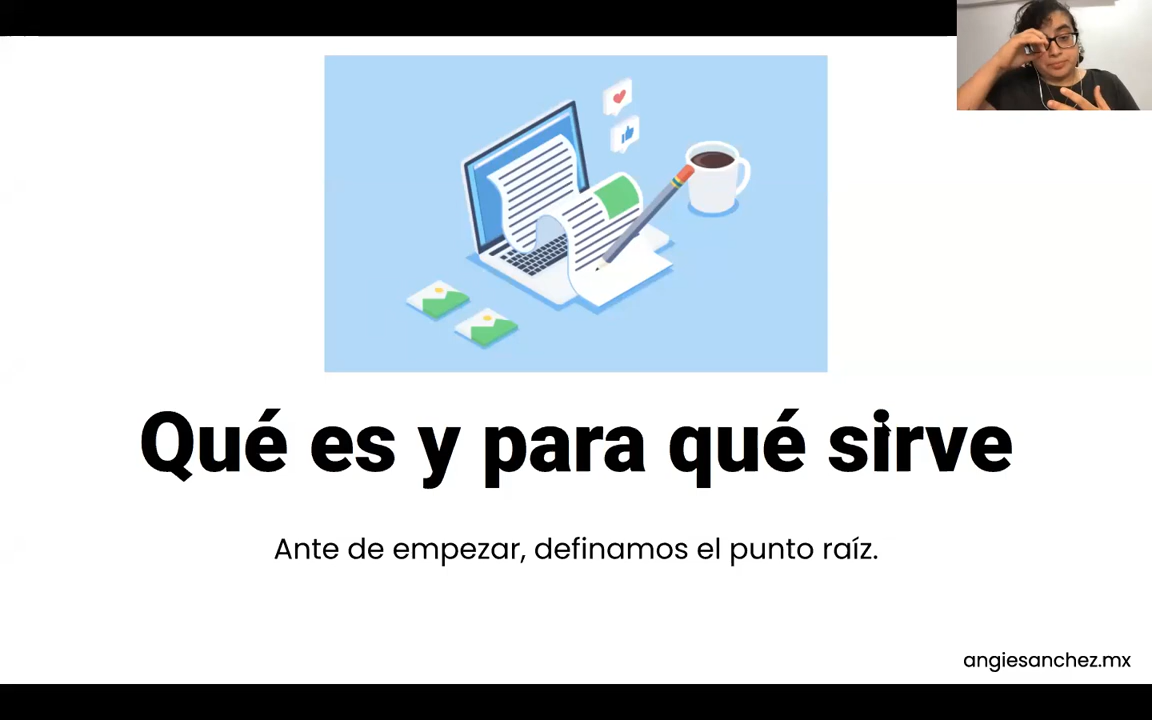 Qué es y para qué sirve
Ante de empezar, definamos el punto raíz.
angiesanchez.mx